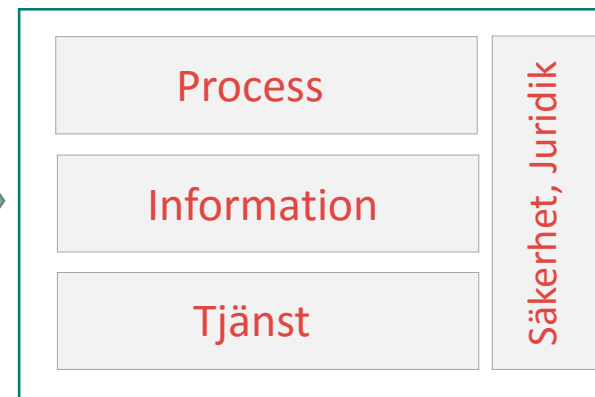 Process
Information
Tjänst
Säkerhet, Juridik